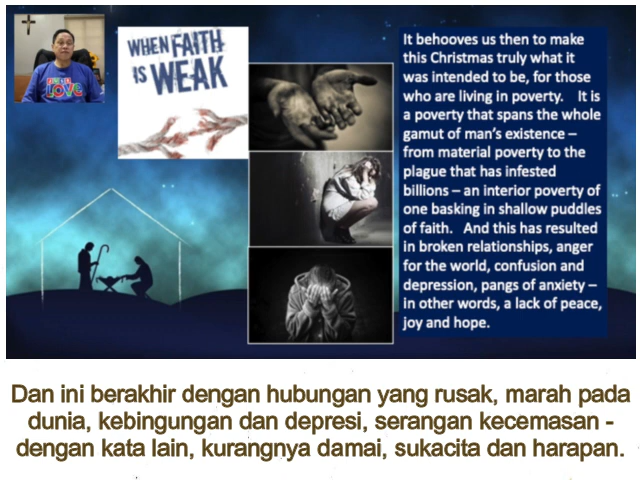 WHEN FAITH
IS WEAK
LOVE
It behooves us then to make
this Christmas truly what it
was intended to be, for those
who are living in poverty. It is
a poverty that spans the whole
gamut of man's existence –
from material poverty to the
plague that has infested
billions – an interior poverty of
one basking in shallow puddles
of faith. And this has resulted
in broken relationships, anger
for the world, confusion and
depression, pangs of anxiety –
in other words, a lack of peace,
joy and hope.
Dan ini berakhir dengan hubungan yang rusak, marah pada
dunia, kebingungan dan depresi, serangan kecemasan -
dengan kata lain, kurangnya damai, sukacita dan harapan.